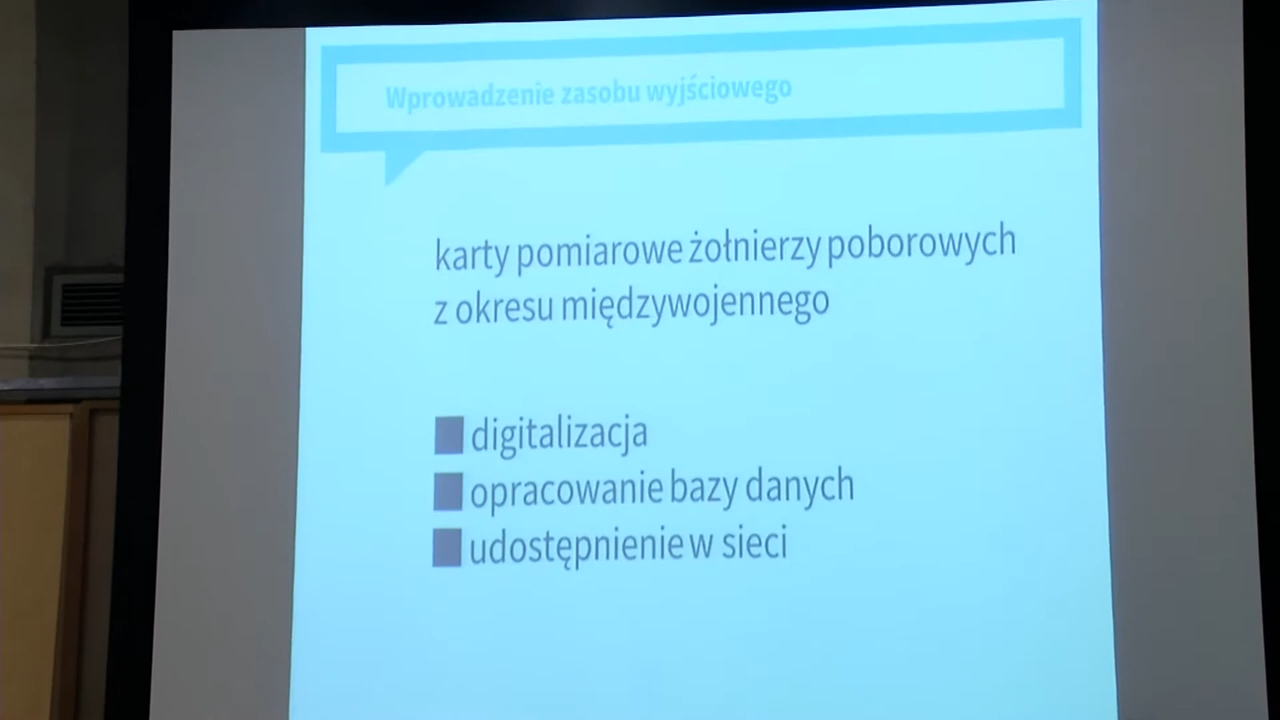 Wprowadzenie zasobu wyjściowego
karty pomiarowe żołnierzy poborowych
z okresu międzywojennego
digitalizacja
opracowanie bazy danych
udostępnienie w sieci